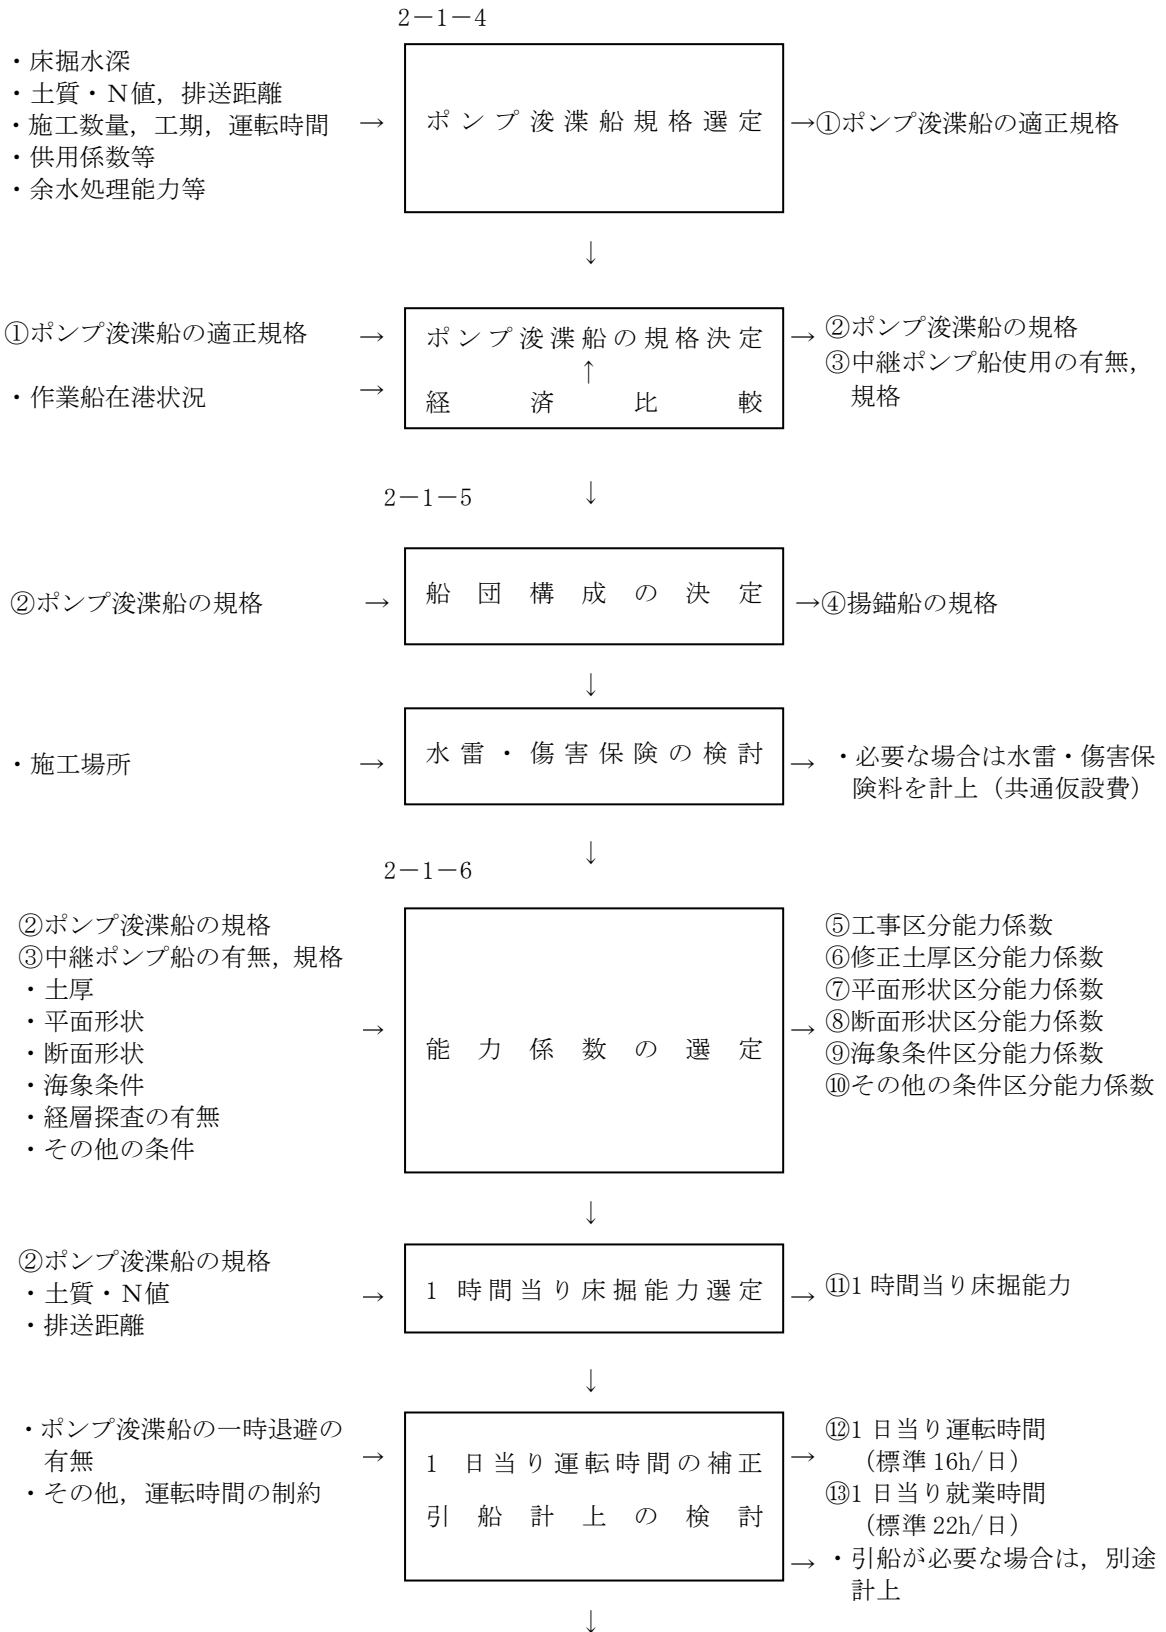 2－1－4
・床掘水深
・土質・Ｎ値，排送距離
・施工数量，工期，運転時間
・供用係数等
・余水処理能力等
→
ポンプ浚渫船規格選定
→①ポンプ浚渫船の適正規格
↓
①ポンプ浚渫船の適正規格
→
・作業船在港状況
→
ポンプ浚渫船の規格決定
↑
経済比較
→
②ポンプ浚渫船の規格
③中継ポンプ船使用の有無，
規格
↓
2－1－5
②ポンプ浚渫船の規格
→
船団構成の決定
→④揚錨船の規格
↓
・施工場所
→
水雷・傷害保険の検討
→
・必要な場合は水雷・傷害保
険料を計上（共通仮設費）
↓
2－1－6
②ポンプ浚渫船の規格
③中継ポンプ船の有無，規格
・土厚
・平面形状
・断面形状
・海象条件
・経層探査の有無
・その他の条件
→
能力係数の選定
→
⑤工事区分能力係数
⑥修正土厚区分能力係数
⑦平面形状区分能力係数
⑧断面形状区分能力係数
⑨海象条件区分能力係数
⑩その他の条件区分能力係数
↓
②ポンプ浚渫船の規格
・土質・Ｎ値
・排送距離
→
1 時間当り床掘能力選定
→
⑪1 時間当り床掘能力
↓
・ポンプ浚渫船の一時退避の
有無
・その他，運転時間の制約
→
1 日当り運転時間の補正
引船計上の検討
→
⑫1 日当り運転時間
（標準 16h/日）
⑬1 日当り就業時間
（標準 22h/日）
→
・引船が必要な場合は，別途
計上
↓